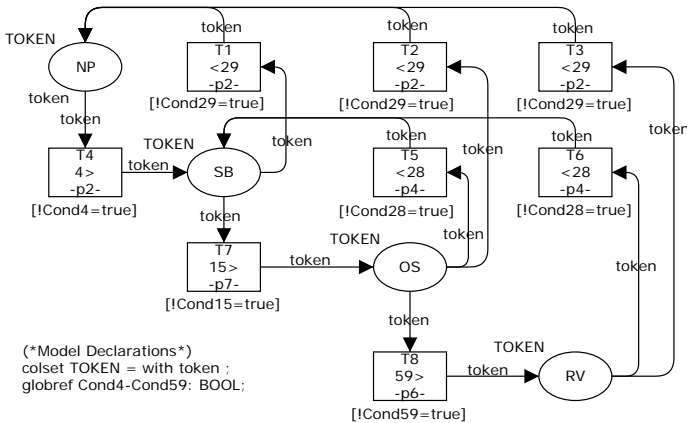 token
token
token
TOKEN
NP
T1
<29
-p2-
T2
<29
-p2-
T3
<29
-p2-
token
token
[!Cond29=true]
[!Cond29=true]
[!Cond29=true]
T4
4>
-p2-
token
TOKEN
SB
token
token
token
T5
<28
-p4-
token
T6
<28
-p4-
token
[!Cond4=true]
token
[!Cond28=true]
[!Cond28=true]
T7
15>
-p7-
token
TOKEN
OS
token
token
[!Cond15=true]
token
(*Model Declarations*)
colset TOKEN = with token ;
globref Cond4-Cond59: BOOL;
T8
59>
-p6-
token
TOKEN
RV
[!Cond59=true]